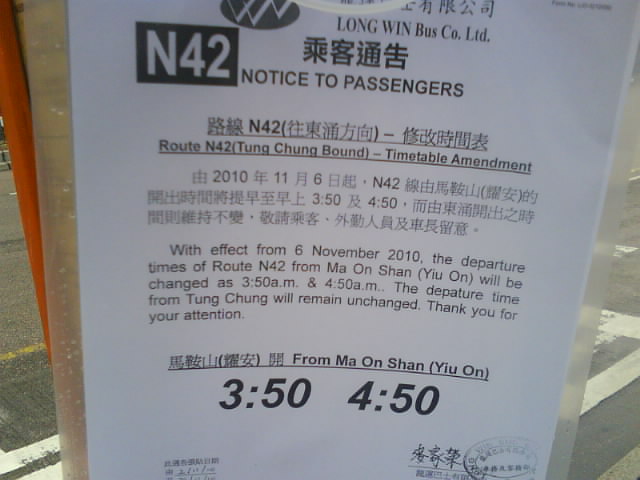 士有限公司
LONG WIN Bus Co. Ltd.
N42
乘客通告
NOTICE TO PASSENGERS
路線 N42(往東涌方向) – 修改時間表
Route N42(Tung Chung Bound) – Timetable Amendment
由 2010 年 11 月 6 日起，N42 線由馬鞍山(耀安)的
開出時間將提早至早上 3:50 及 4:50，而由東涌開出之時
間則維持不變，敬請乘客、外勤人員及車長留意。
With effect from 6 November 2010, the departure
times of Route N42 from Ma On Shan (Yiu On) will be
changed as 3:50a.m. & 4:50a.m.. The depature time
from Tung Chung will remain unchanged. Thank you for
your attention.
馬鞍山(耀安) 開 From Ma On Shan (Yiu On)
3:50 4:50